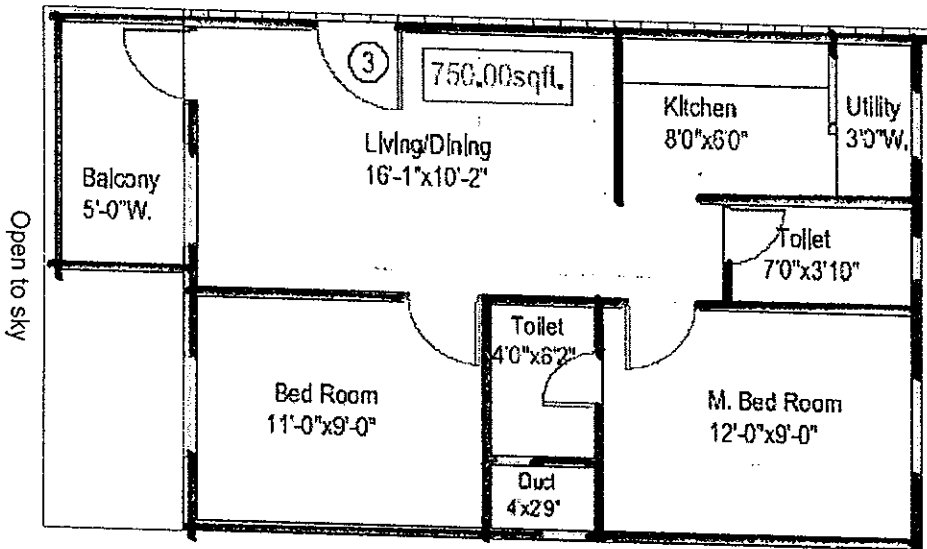 3
750.00sqft.
Kitchen
8'0"x6'0"
Utility
3'0"W.
Living/Dining
16'-1"x10'-2"
Balcony
5'-0"W.
Open to sky
Toilet
7'0"x3'10"
Toilet
4'0"x6'2"
Bed Room
11'-0"x9'-0"
M. Bed Room
12'-0"x9'-0"
Duct
4'x2'9"